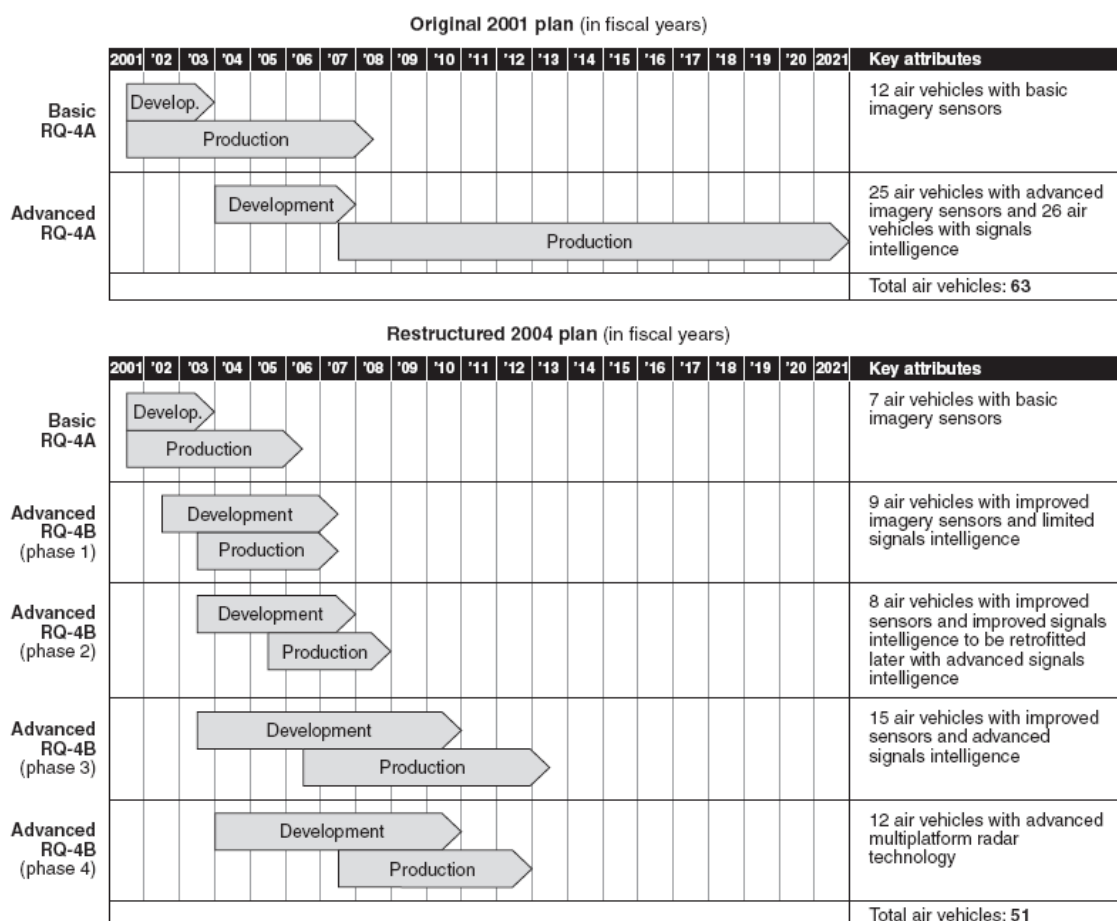 Original 2001 plan (in fiscal years)
2001 '02 '03 '04 '05 '06 '07 '08 '09 '10 '11 '12 '13 '14 '15 '16 '17 '18 '19 '20 2021 Key attributes
Basic
RQ-4A
Develop.
Production
12 air vehicles with basic
imagery sensors
Advanced
RQ-4A
Development
Production
25 air vehicles with advanced
imagery sensors and 26 air
vehicles with signals
intelligence
Total air vehicles: 63
Restructured 2004 plan (in fiscal years)
2001 '02 '03 '04 '05 '06 '07 '08 '09 '10 '11 '12 '13 '14 '15 '16 '17 '18 '19 '20 2021 Key attributes
Basic
RQ-4A
Develop.
Production
7 air vehicles with basic
imagery sensors
Advanced
RQ-4B
(phase 1)
Development
Production
9 air vehicles with improved
imagery sensors and limited
signals intelligence
Advanced
RQ-4B
(phase 2)
Development
Production
8 air vehicles with improved
sensors and improved signals
intelligence to be retrofitted
later with advanced signals
intelligence
Advanced
RQ-4B
(phase 3)
Development
Production
15 air vehicles with improved
sensors and advanced
signals intelligence
Advanced
RQ-4B
(phase 4)
Development
Production
12 air vehicles with advanced
multiplatform radar
technology
Total air vehicles: 51